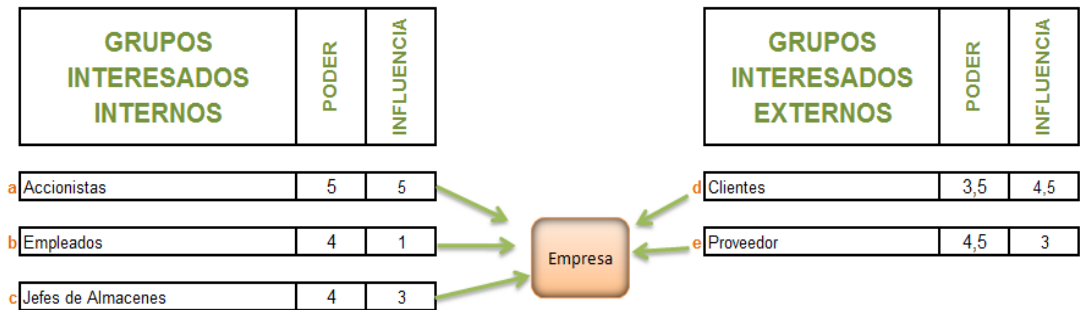 GRUPOS
INTERESADOS
INTERNOS
PODER
INFLUENCIA
GRUPOS
INTERESADOS
EXTERNOS
PODER
INFLUENCIA
a Accionistas 5 5
d Clientes 3,5 4,5
b Empleados 4 1
e Proveedor 4,5 3
Empresa
c Jefes de Almacenes 4 3